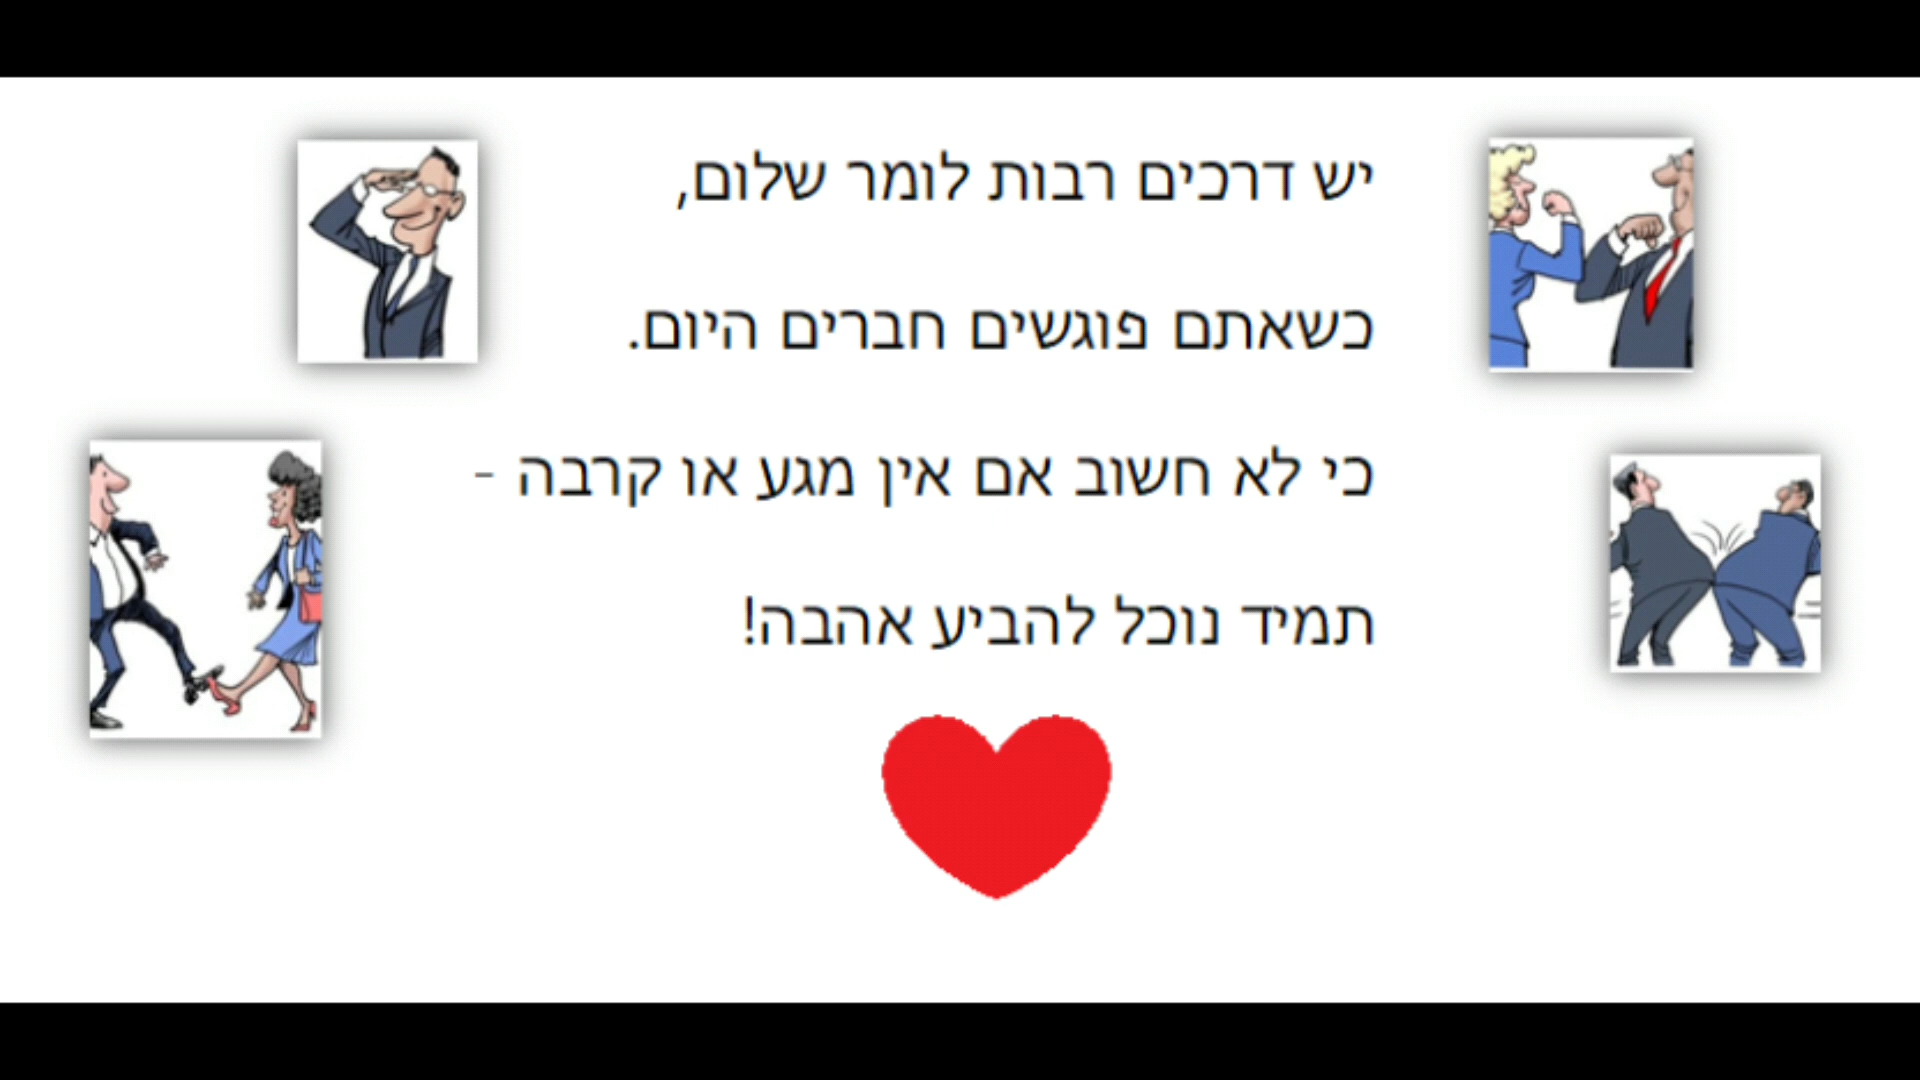 יש דרכים רבות לומר שלום,
כשאתם פוגשים חברים היום.
כי לא חשוב אם אין מגע או קרבה -
תמיד נוכל להביע אהבה!